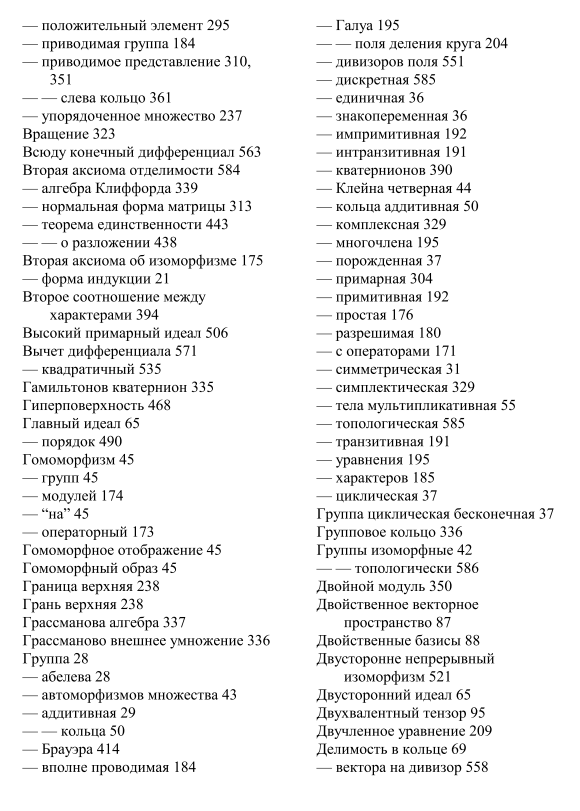 — положительный элемент 295
— приводимая группа 184
— приводимое представление 310,
351
— — слева кольцо 361
— упорядоченное множество 237
Вращение 323
Всюду конечный дифференциал 563
Вторая аксиома отделимости 584
— алгебра Клиффорда 339
— нормальная форма матрицы 313
— теорема единственности 443
— — о разложении 438
Вторая аксиома об изоморфизме 175
— форма индукции 21
Второе соотношение между
характерами 394
Высокий примарный идеал 506
Вычет дифференциала 571
— квадратичный 535
Гамильтонов кватернион 335
Гиперповерхность 468
Главный идеал 65
— порядок 490
Гомоморфизм 45
— групп 45
— модулей 174
— “на” 45
— операторный 173
Гомоморфное отображение 45
Гомоморфный образ 45
Граница верхняя 238
Грань верхняя 238
Грассманова алгебра 337
Грассманово внешнее умножение 336
Группа 28
— абелева 28
— автоморфизмов множества 43
— аддитивная 29
— — кольца 50
— Брауэра 414
— вполне проводимая 184
— Галуа 195
— — поля деления круга 204
— дивизоров поля 551
— дискретная 585
— единичная 36
— знакопеременная 36
— импримитивная 192
— интранзитивная 191
— кватернионов 390
— Клейна четверная 44
— кольца аддитивная 50
— комплексная 329
— многочлена 195
— порожденная 37
— примарная 304
— примитивная 192
— простая 176
— разрешимая 180
— с операторами 171
— симметрическая 31
— симплектическая 329
— тела мультипликативная 55
— топологическая 585
— транзитивная 191
— уравнения 195
— характеров 185
— циклическая 37
Группа циклическая бесконечная 37
Групповое кольцо 336
Группы изоморфные 42
— — топологически 586
Двойной модуль 350
Двойственное векторное
пространство 87
Двойственные базисы 88
Двусторонне непрерывный
изоморфизм 521
Двусторонний идеал 65
Двухвалентный тензор 95
Двучленное уравнение 209
Делимость в кольце 69
— вектора на дивизор 558